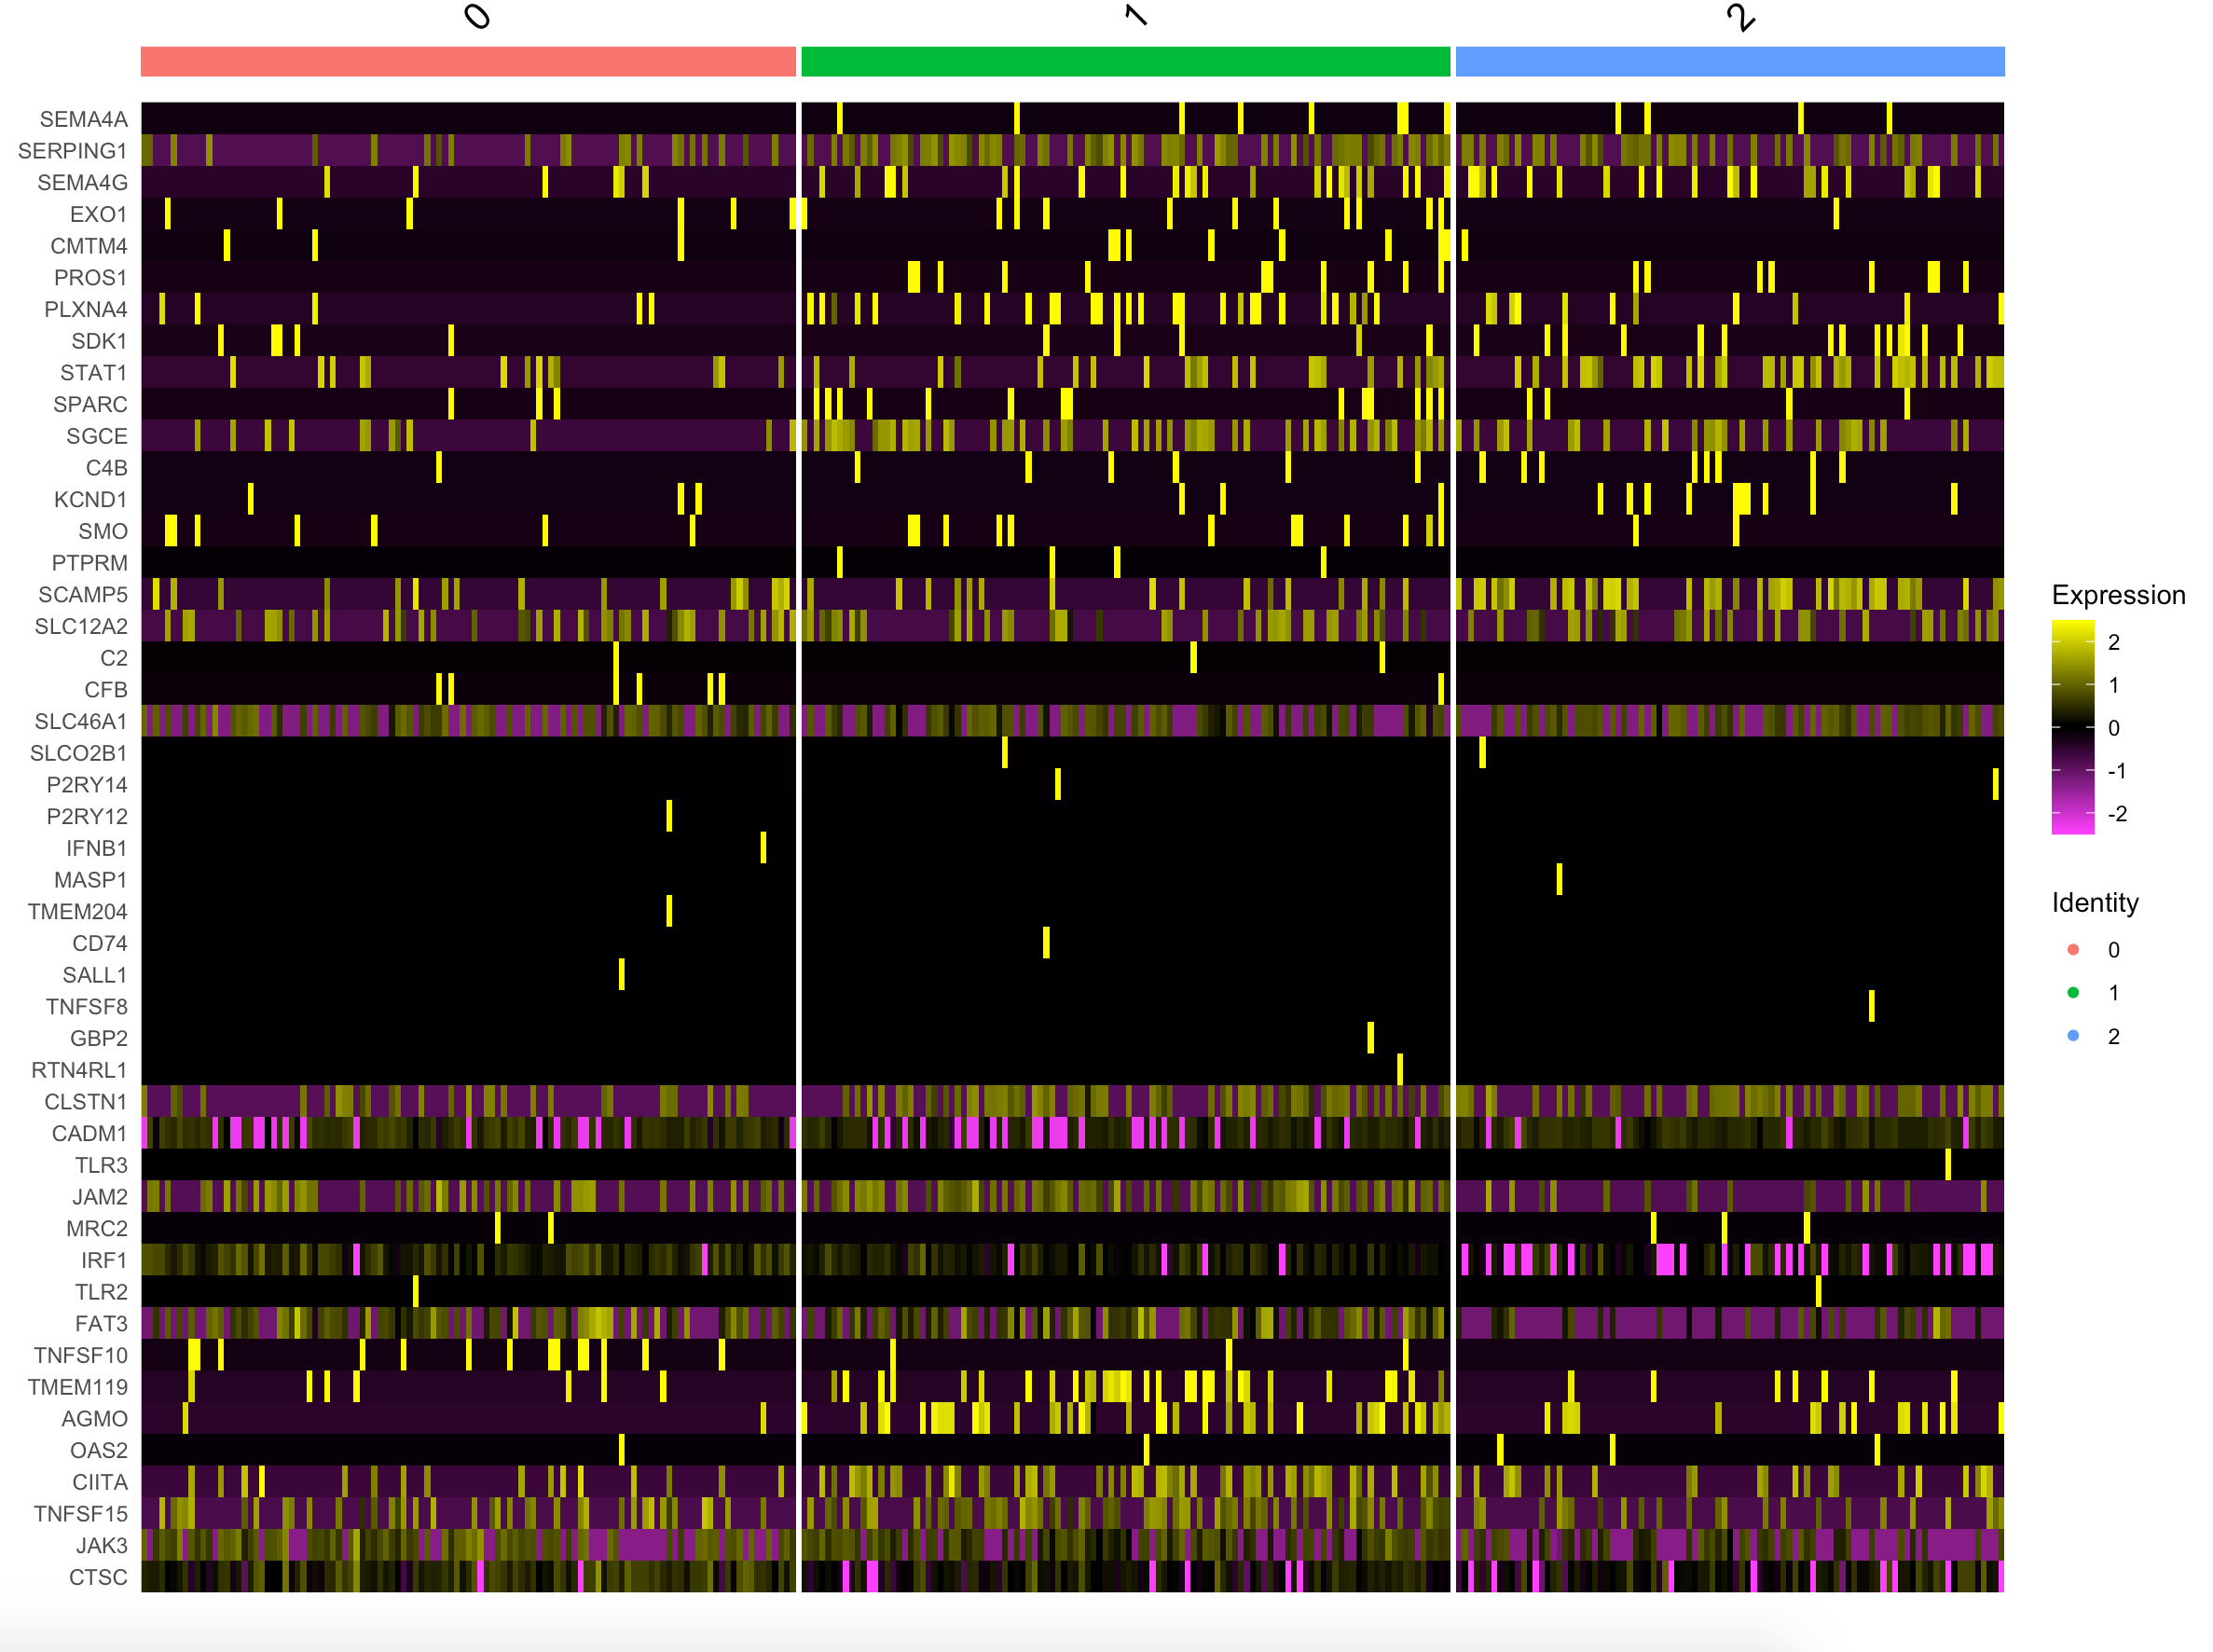 0 1 2
SEMA4A
SERPING1
SEMA4G
EXO1
CMTM4
PROS1
PLXNA4
SDK1
STAT1
SPARC
SGCE
C4B
KCND1
SMO
PTPRM
SCAMP5
SLC12A2
C2
CFB
SLC46A1
SLCO2B1
P2RY14
P2RY12
IFNB1
MASP1
TMEM204
CD74
SALL1
TNFSF8
GBP2
RTN4RL1
CLSTN1
CADM1
TLR3
JAM2
MRC2
IRF1
TLR2
FAT3
TNFSF10
TMEM119
AGMO
OAS2
CIITA
TNFSF15
JAK3
CTSC
Expression
2
1
0
-1
-2
Identity
0
1
2